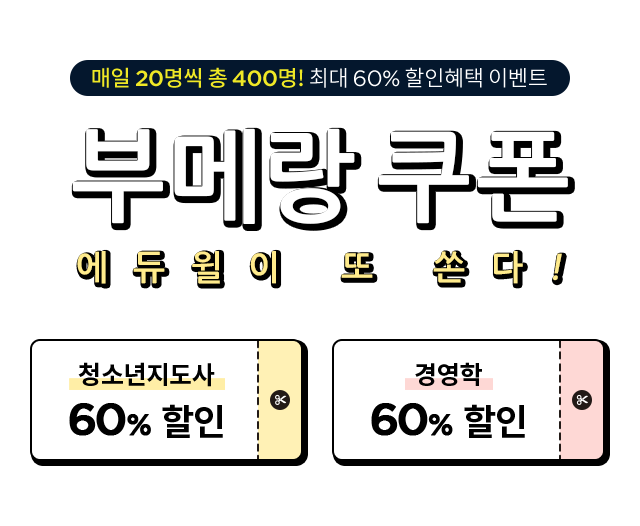 매일 20명씩 총 400명! 최대 60% 할인혜택 이벤트
부메랑 쿠폰
에듀윌이 또 쏜다!
청소년지도사
60% 할인
경영학
60% 할인